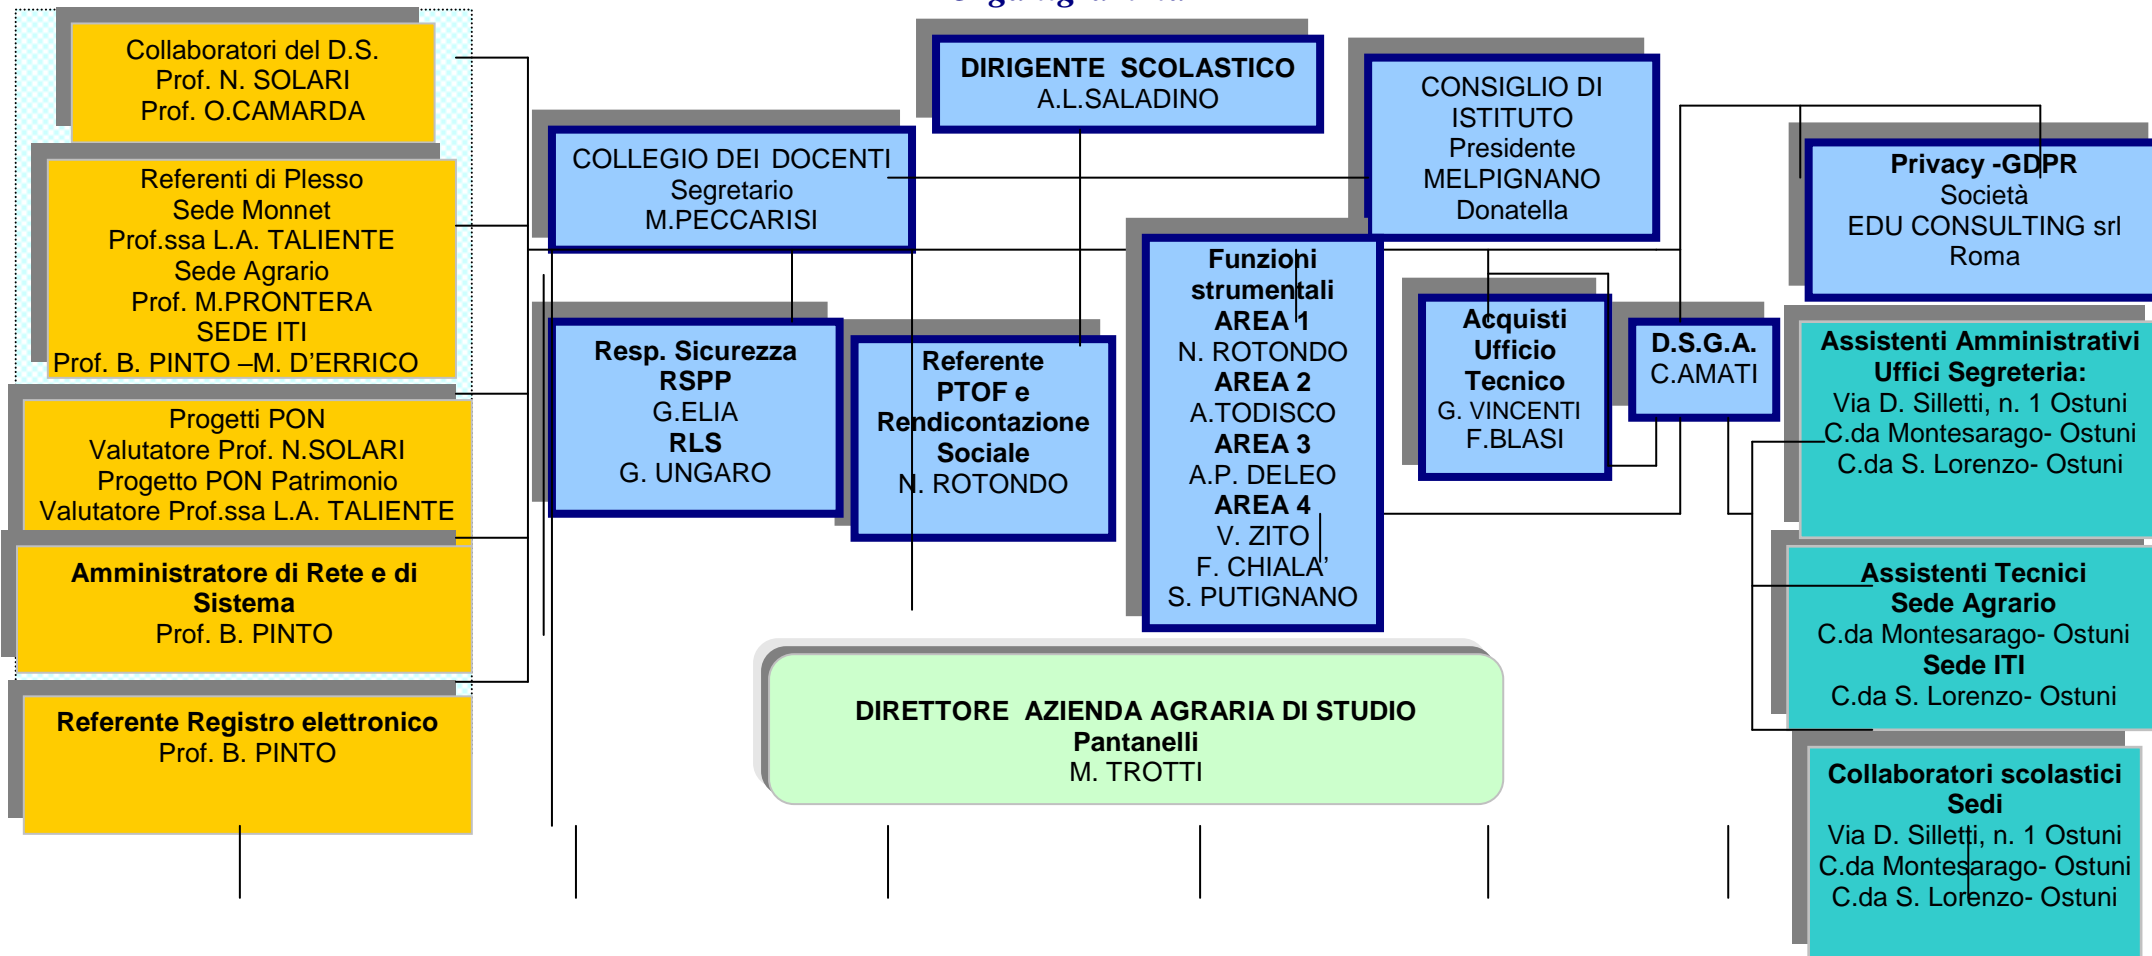 Collaboratori del D.S.
Prof. N. SOLARI
Prof. O.CAMARDA
Referenti di Plesso
Sede Monnet
Prof.ssa L.A. TALIENTE
Sede Agrario
Prof. M.PRONTERA
SEDE ITI
Prof. B. PINTO –M. D'ERRICO
Progetti PON
Valutatore Prof. N.SOLARI
Progetto PON Patrimonio
Valutatore Prof.ssa L.A. TALIENTE
Amministratore di Rete e di
Sistema
Prof. B. PINTO
Referente Registro elettronico
Prof. B. PINTO
DIRIGENTE SCOLASTICO
A.L.SALADINO
COLLEGIO DEI DOCENTI
Segretario
M.PECCARISI
CONSIGLIO DI
ISTITUTO
Presidente
MELPIGNANO
Donatella
Privacy -GDPR
Società
EDU CONSULTING srl
Roma
Resp. Sicurezza
RSPP
G.ELIA
RLS
G. UNGARO
Referente
PTOF e
Rendicontazione
Sociale
N. ROTONDO
Funzioni
strumentali
AREA 1
N. ROTONDO
AREA 2
A.TODISCO
AREA 3
A.P. DELEO
AREA 4
V. ZITO
F. CHIALA'
S. PUTIGNANO
Acquisti
Ufficio
Tecnico
G. VINCENTI
F.BLASI
D.S.G.A.
C.AMATI
Assistenti Amministrativi
Uffici Segreteria:
Via D. Silletti, n. 1 Ostuni
C.da Montesarago- Ostuni
C.da S. Lorenzo- Ostuni
Assistenti Tecnici
Sede Agrario
C.da Montesarago- Ostuni
Sede ITI
C.da S. Lorenzo- Ostuni
Collaboratori scolastici
Sedi
Via D. Silletti, n. 1 Ostuni
C.da Montesarago- Ostuni
C.da S. Lorenzo- Ostuni
DIRETTORE AZIENDA AGRARIA DI STUDIO
Pantanelli
M. TROTTI